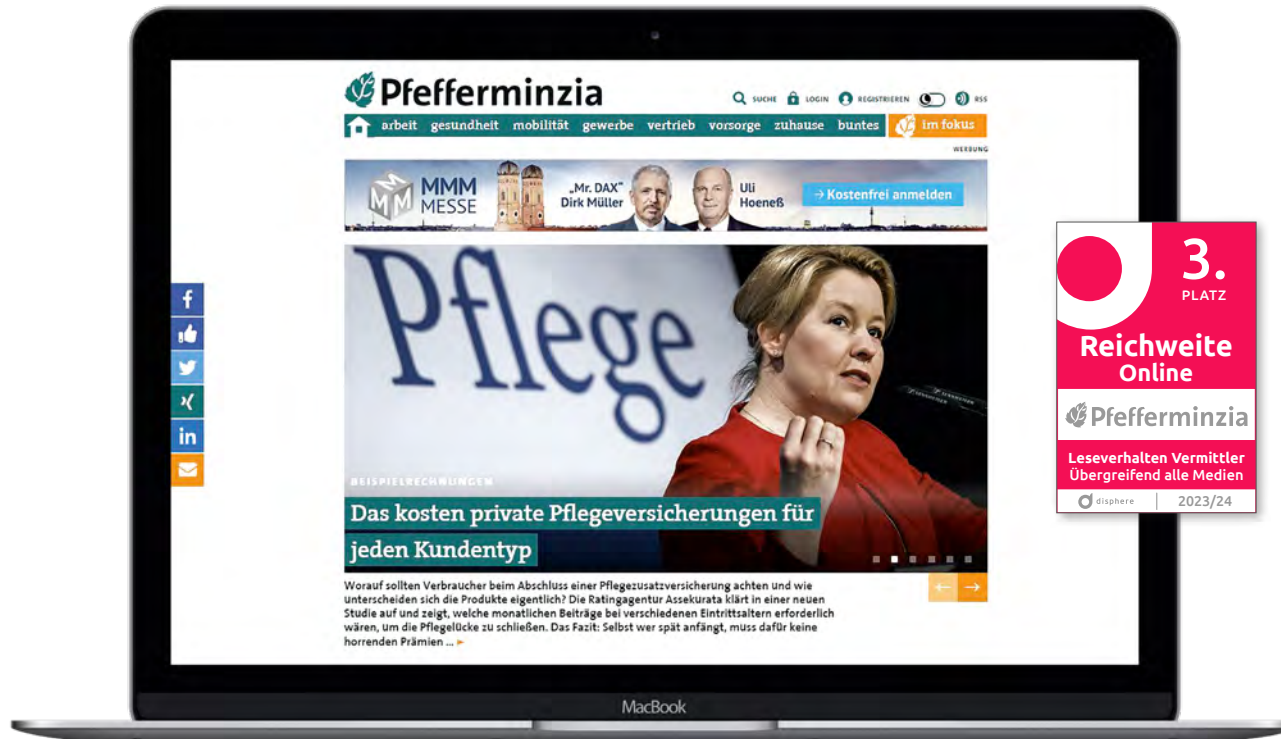 Pfefferminzia
SUCHE LOGIN REGISTRIEREN RSS
arbeit gesundheit mobilität gewerbe vertrieb vorsorge zuhause buntes im fokus
WERBUNG
MMM
MMM MESSE
„Mr. DAX“ Dirk Müller
Uli Hoeneß
→ Kostenfrei anmelden
Pflege
BEISPIELRECHNUNGEN
Das kosten private Pflegeversicherungen für
jeden Kundentyp
Worauf sollten Verbraucher beim Abschluss einer Pflegezusatzversicherung achten und wie
unterscheiden sich die Produkte eigentlich? Die Ratingagentur Assekurata klärt in einer neuen
Studie auf und zeigt, welche monatlichen Beiträge bei verschiedenen Eintrittsaltern erforderlich
wären, um die Pflegelücke zu schließen. Das Fazit: Selbst wer spät anfängt, muss dafür keine
horrenden Prämien ... ►
f
in
MacBook
3.
PLATZ
Reichweite
Online
Pfefferminzia
Leseverhalten Vermittler
Übergreifend alle Medien
disphere | 2023/24